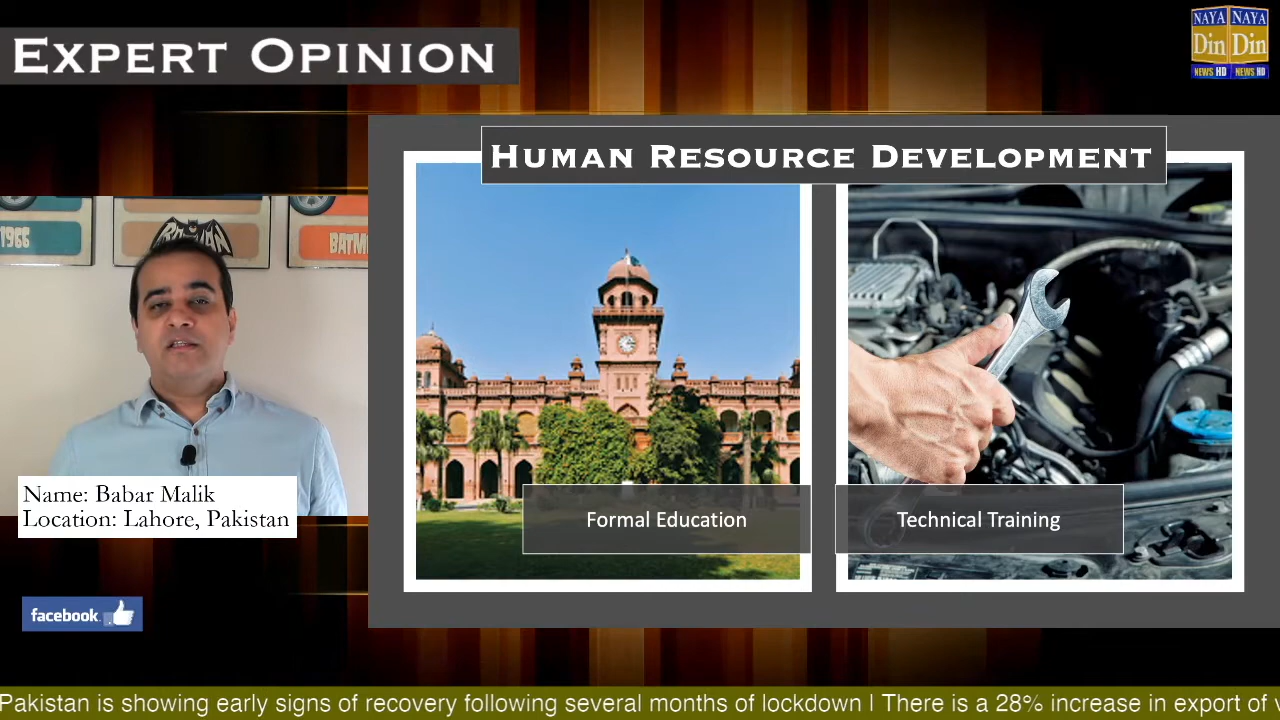 EXPERT OPINION
NAYA NAYA
Din Din
NEWS HD NEWS HD
HUMAN RESOURCE DEVELOPMENT
1966
BATMAN
BATM
Name: Babar Malik
Location: Lahore, Pakistan
Formal Education
Technical Training
facebook
Pakistan is showing early signs of recovery following several months of lockdown | There is a 28% increase in export of